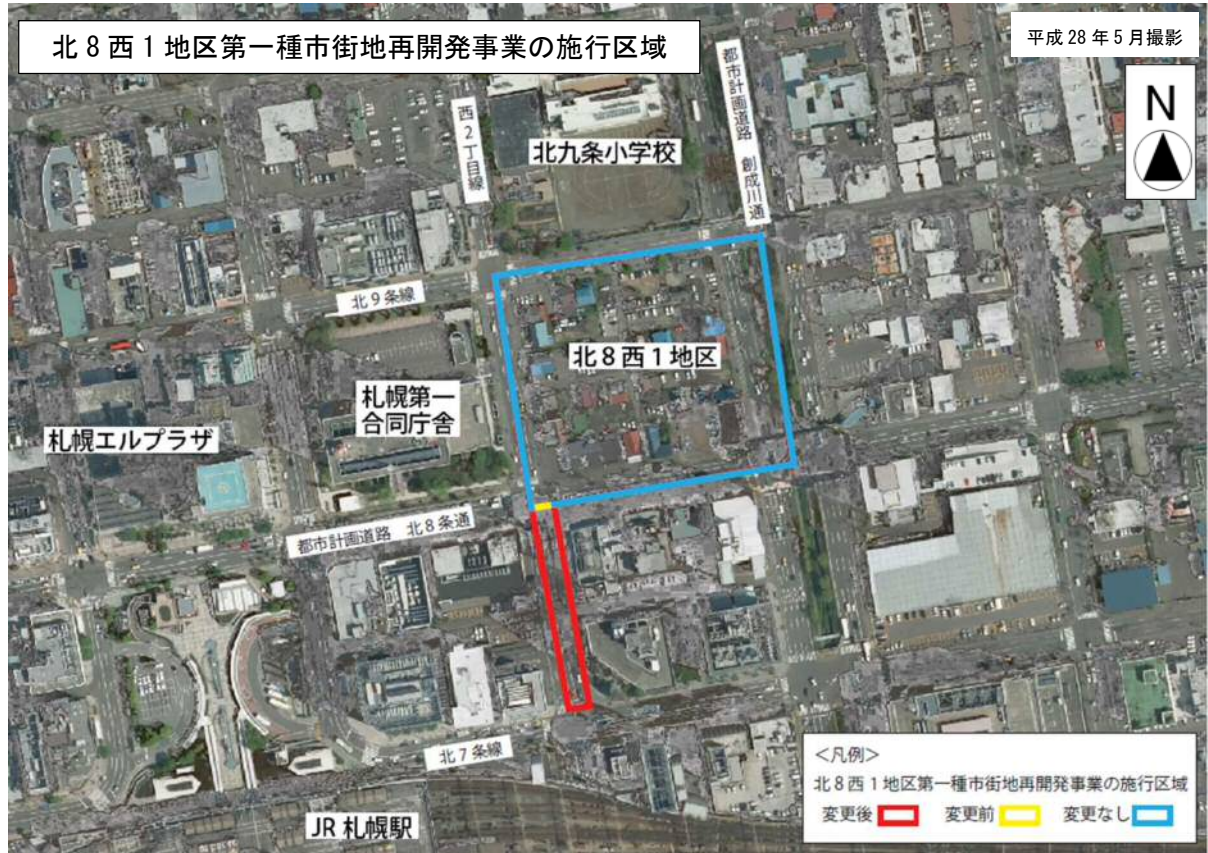 北８西１地区第一種市街地再開発事業の施行区域
平成28年5月撮影
N
都市計画道路　創成川通
西２丁目線
北九条小学校
北９条線
北８西１地区
札幌第一
合同庁舎
札幌エルプラザ
都市計画道路　北８条通
北７条線
JR 札幌駅
＜凡例＞
北８西１地区第一種市街地再開発事業の施行区域
変更後　変更前　変更なし